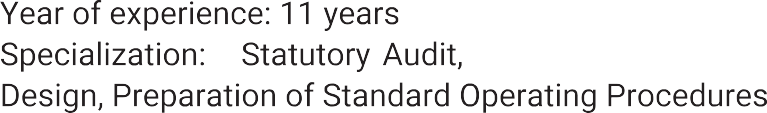 Year of experience: 11 years
Specialization: Statutory Audit,
Design, Preparation of Standard Operating Procedures